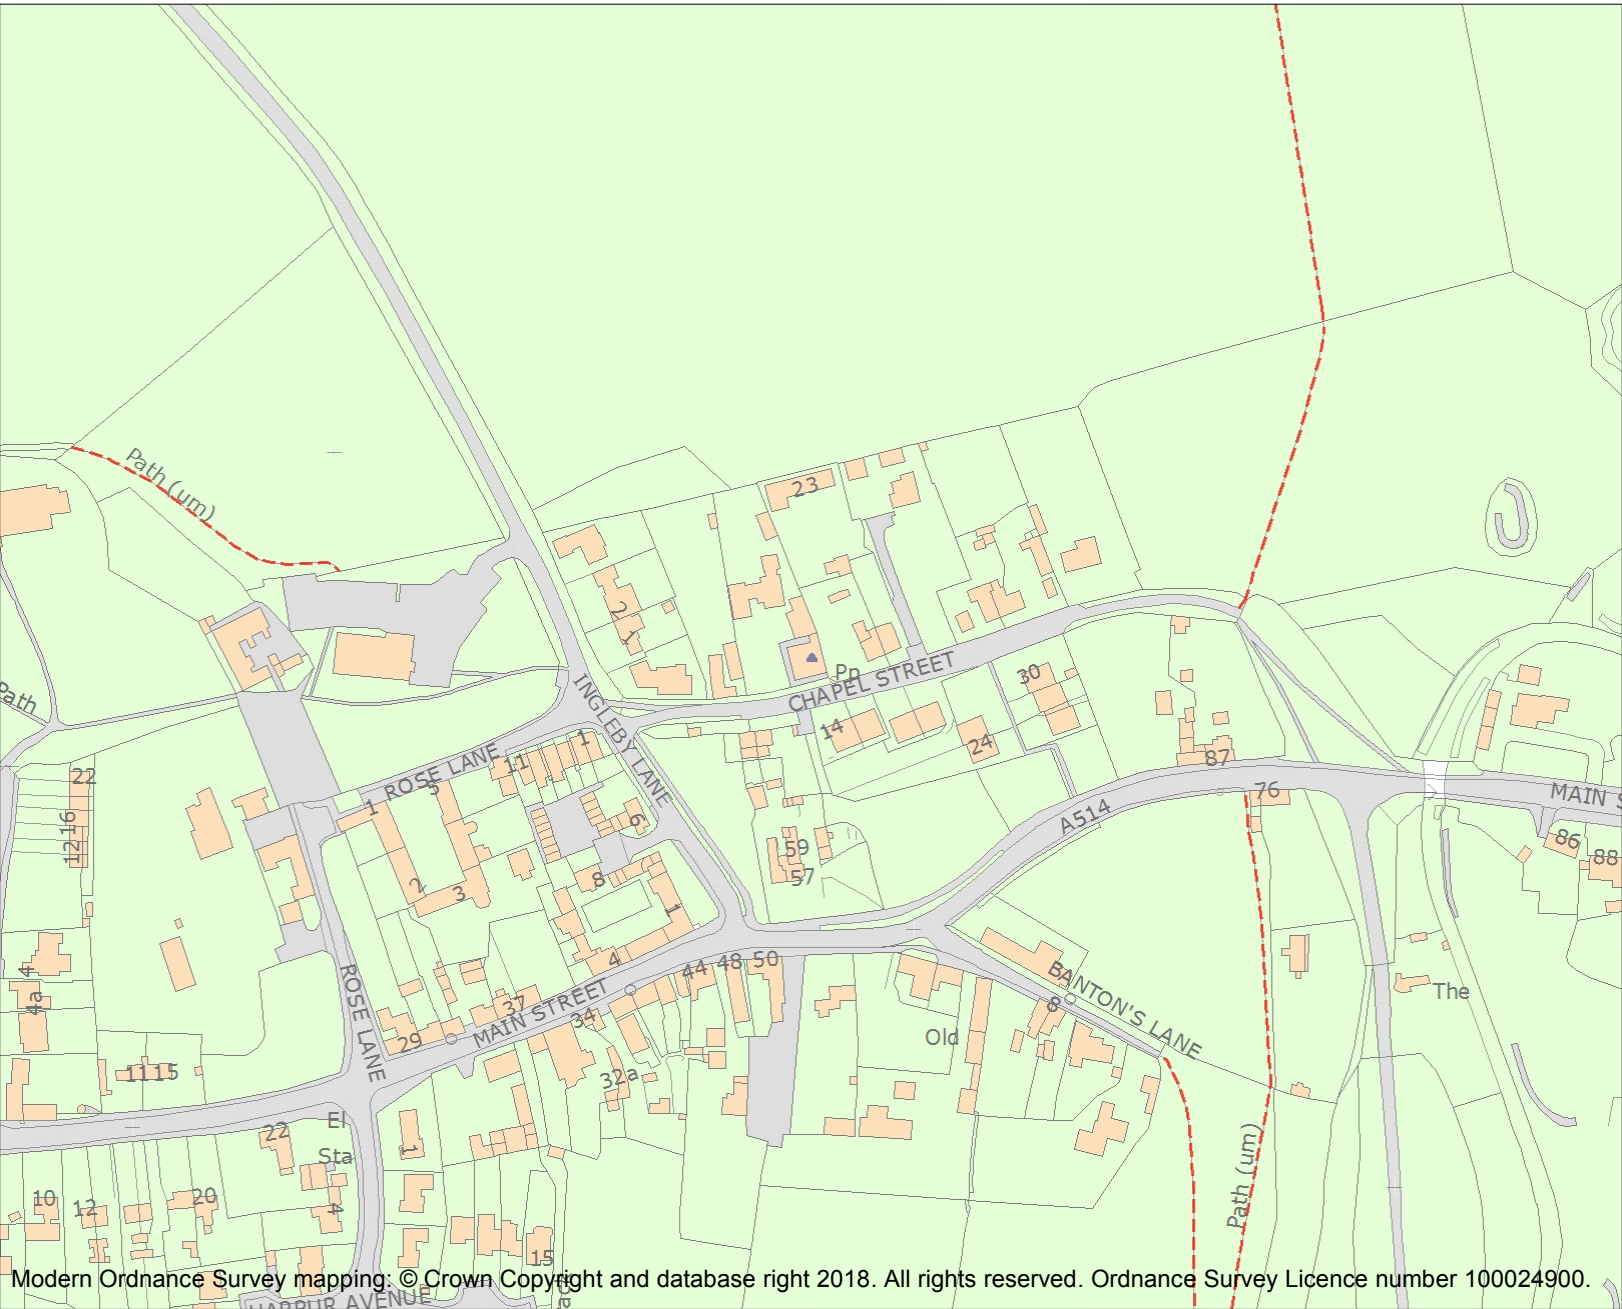 Path (um)
23
2
1
Path
Pp
CHAPEL STREET
30
INGLEBY LANE
14
24
1
11
ROSE LANE
5
1
22
16
12
87
76
MAIN S
A514
6
59
57
86
88
2
3
8
1
4
4a
4
44 48 50
BANTON'S LANE
8
The
ROSE LANE
37
MAIN STREET
34
29
Old
32a
11 15
El
Sta
22
1
Path (um)
10
12
20
4
15
Modern Ordnance Survey mapping: © Crown Copyright and database right 2018. All rights reserved. Ordnance Survey Licence number 100024900.
HARPUR AVENUE